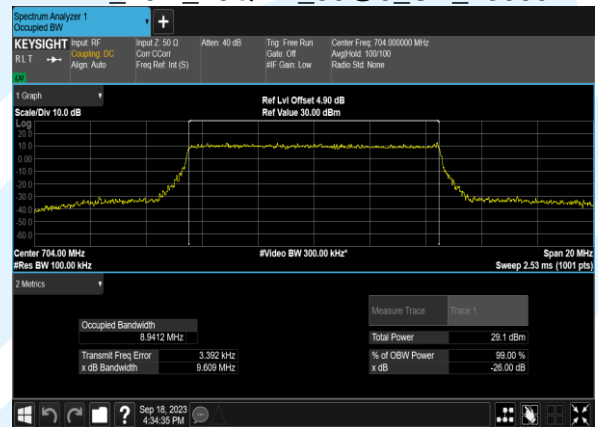 Spectrum Analyzer 1
Occupied BW
+
KEYSIGHT
Input: RF
Input Z: 50 Ω
Atten: 40 dB
Trig: Free Run
Center Freq: 704.000000 MHz
RLT
Coupling: DC
Corr CCorr
Gate: Off
Avg|Hold: 100/100
Align: Auto
Freq Ref: Int (S)
#IF Gain: Low
Radio Std: None
1 Graph
Ref Lvl Offset 4.90 dB
Scale/Div 10.0 dB
Ref Value 30.00 dBm
Log
20.0
10.0
0.00
-10.0
-20.0
-30.0
-40.0
-50.0
-60.0
Center 704.00 MHz
#Video BW 300.00 kHz*
Span 20 MHz
#Res BW 100.00 kHz
Sweep 2.53 ms (1001 pts)
2 Metrics
Measure Trace
Trace 1
Occupied Bandwidth
8.9412 MHz
Total Power
29.1 dBm
Transmit Freq Error
3.392 kHz
% of OBW Power
99.00 %
x dB Bandwidth
9.609 MHz
x dB
-26.00 dB
?
Sep 18, 2023
4:34:35 PM